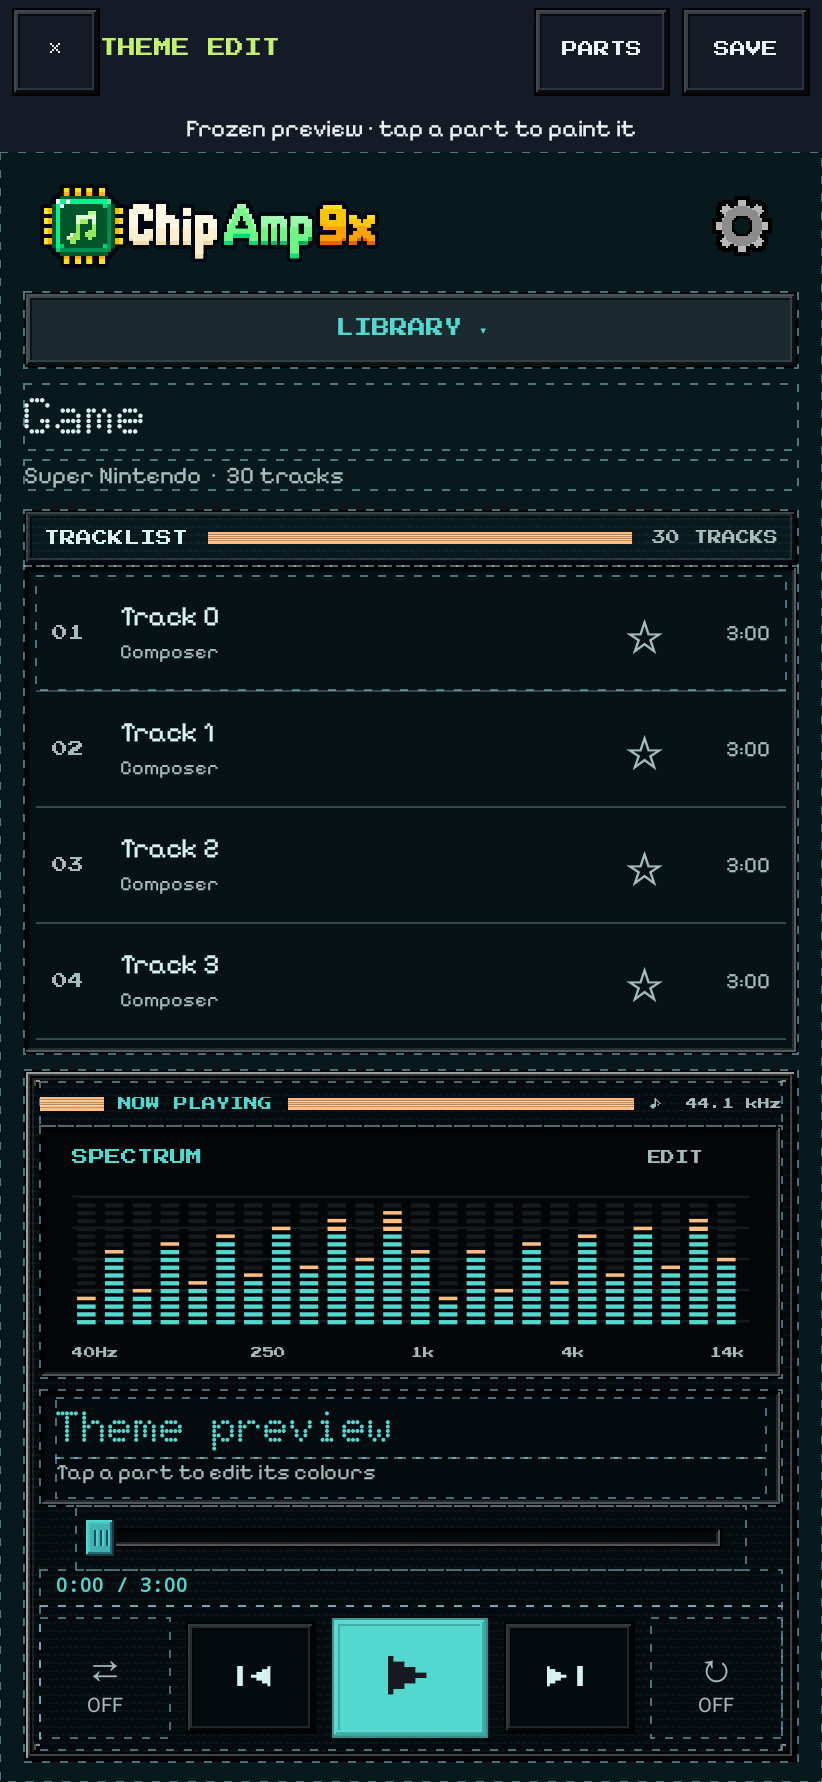 × THEME EDIT PARTS SAVE
Frozen preview · tap a part to paint it
ChipAmp9x
LIBRARY ▾
Game
Super Nintendo · 30 tracks
TRACKLIST 30 TRACKS
01 Track 0 ☆ 3:00
Composer
02 Track 1 ☆ 3:00
Composer
03 Track 2 ☆ 3:00
Composer
04 Track 3 ☆ 3:00
Composer
NOW PLAYING ♪ 44.1 kHz
SPECTRUM EDIT
40Hz 250 1k 4k 14k
Theme preview
Tap a part to edit its colours
0:00 / 3:00
OFF OFF